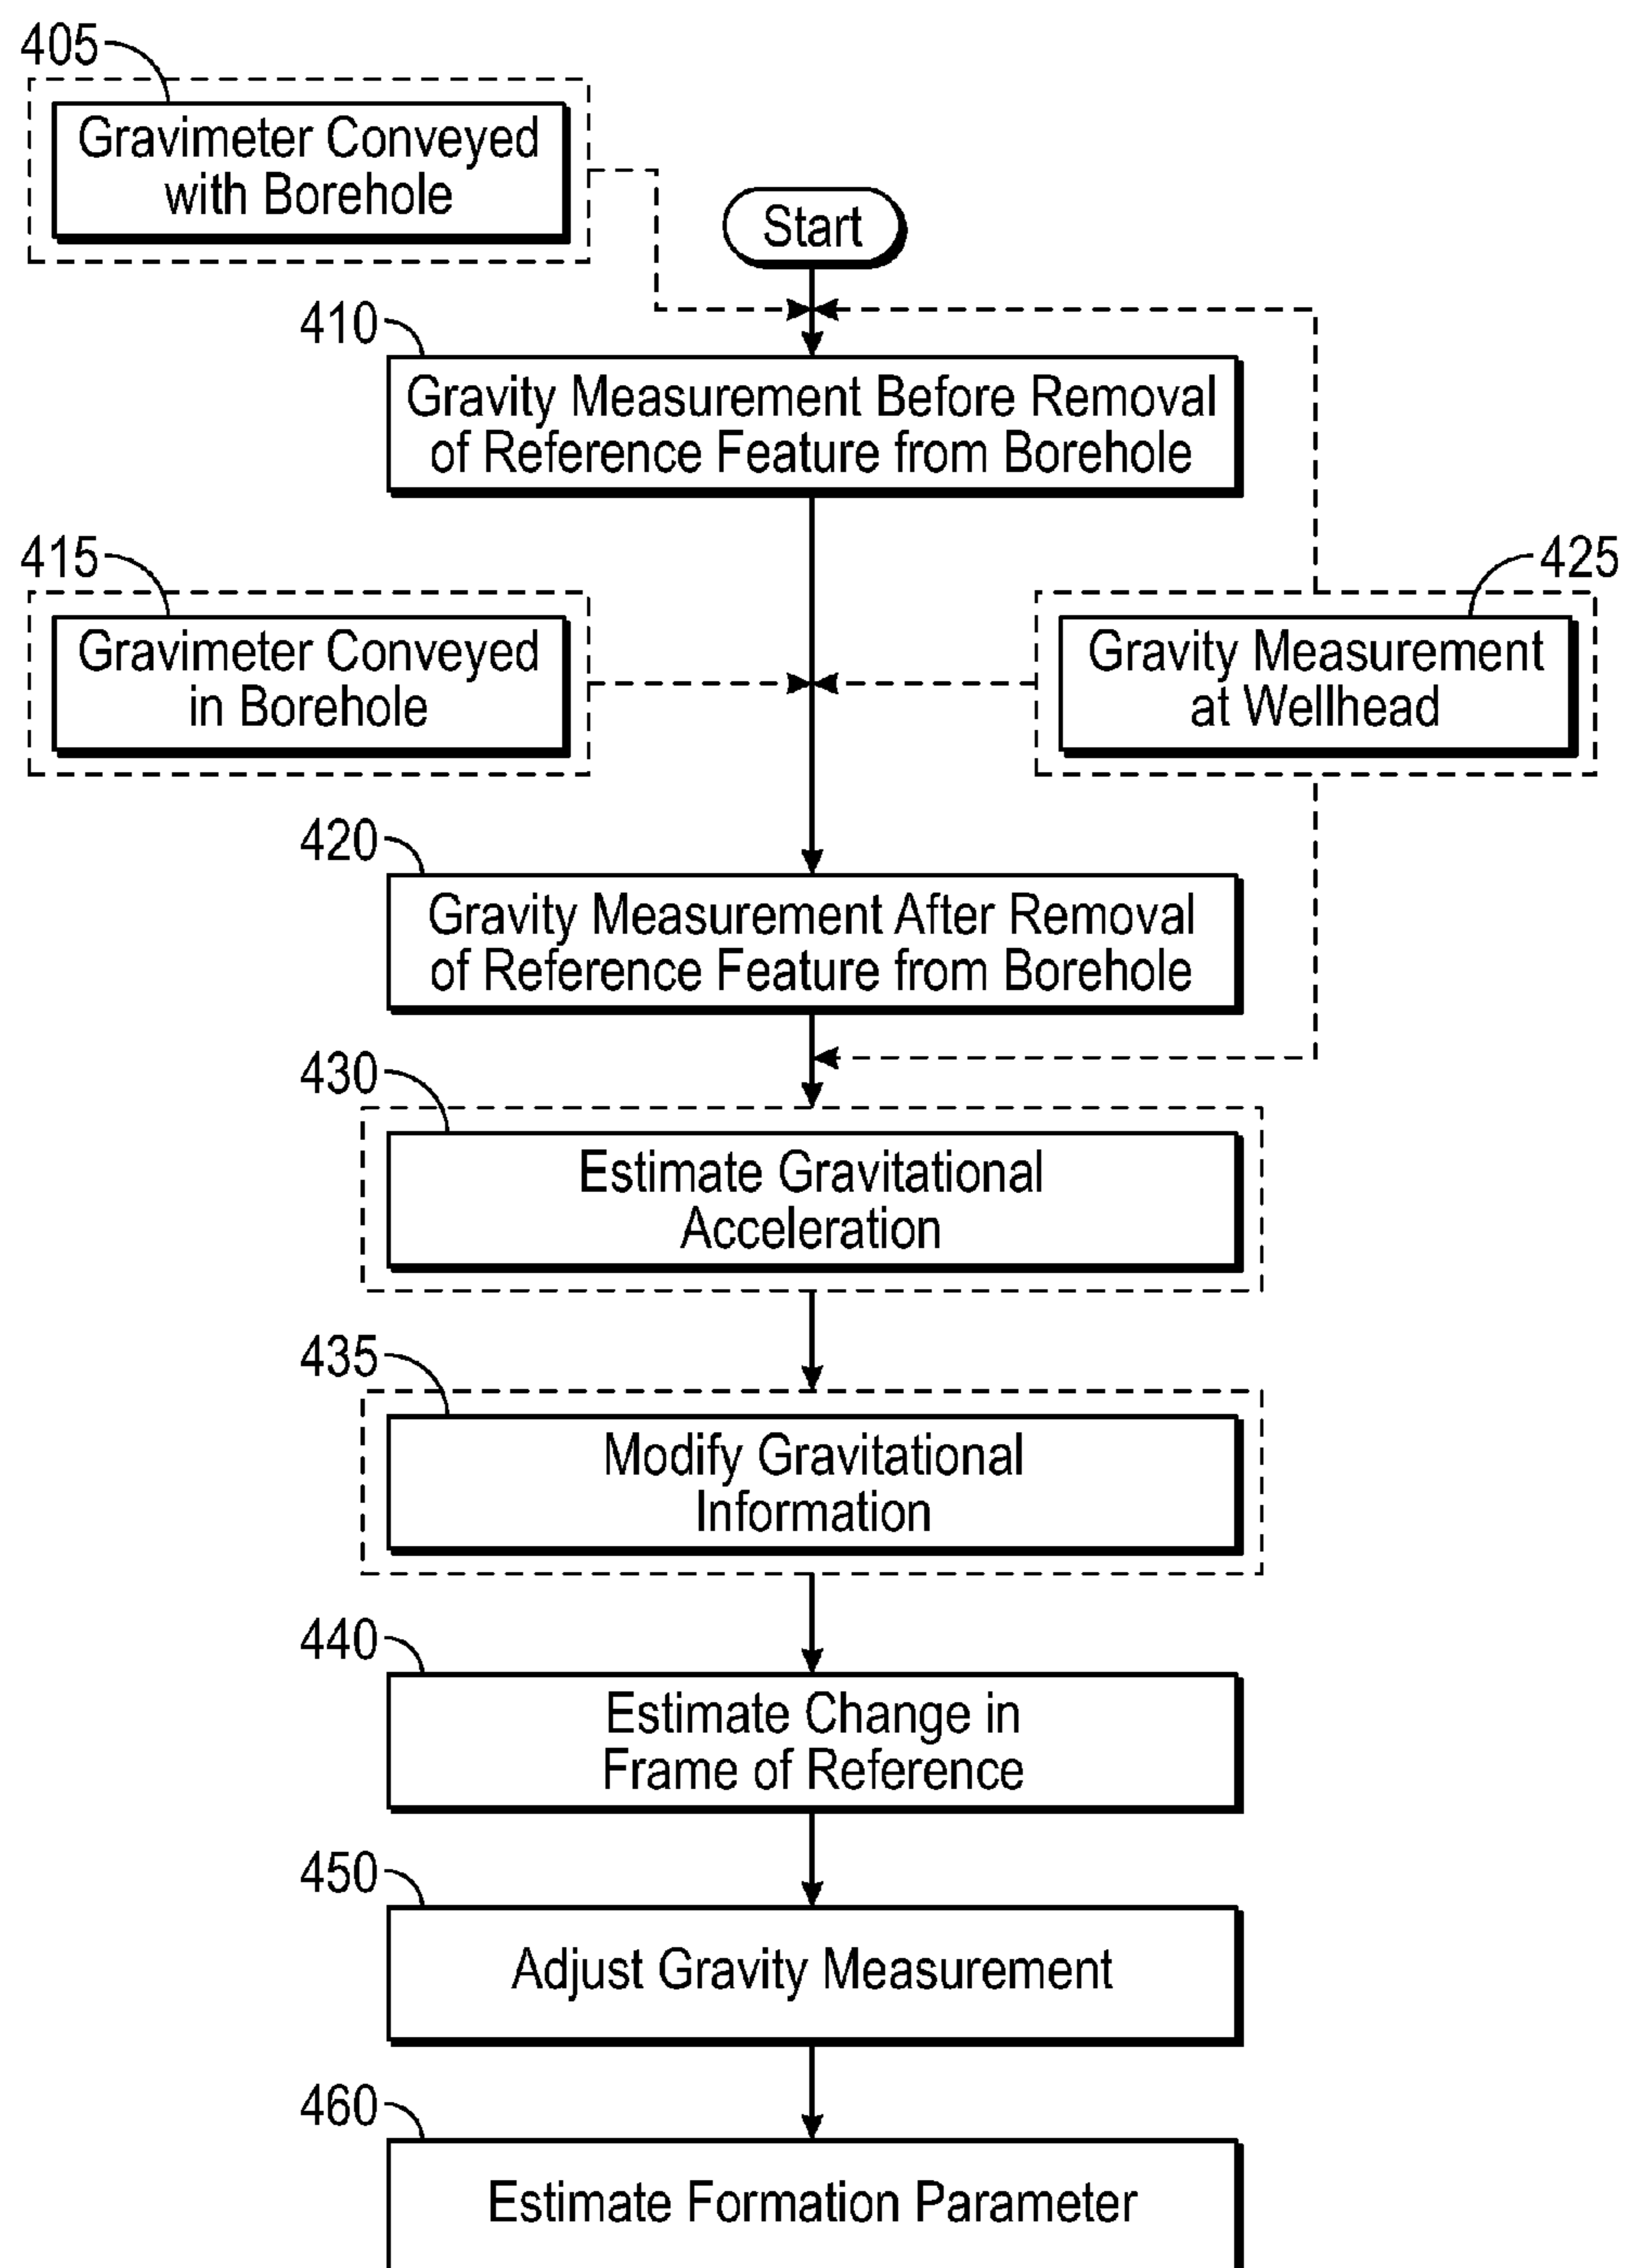 405
Gravimeter Conveyed
with Borehole
Start
410
Gravity Measurement Before Removal
of Reference Feature from Borehole
415
Gravimeter Conveyed
in Borehole
425
Gravity Measurement
at Wellhead
420
Gravity Measurement After Removal
of Reference Feature from Borehole
430
Estimate Gravitational
Acceleration
435
Modify Gravitational
Information
440
Estimate Change in
Frame of Reference
450
Adjust Gravity Measurement
460
Estimate Formation Parameter